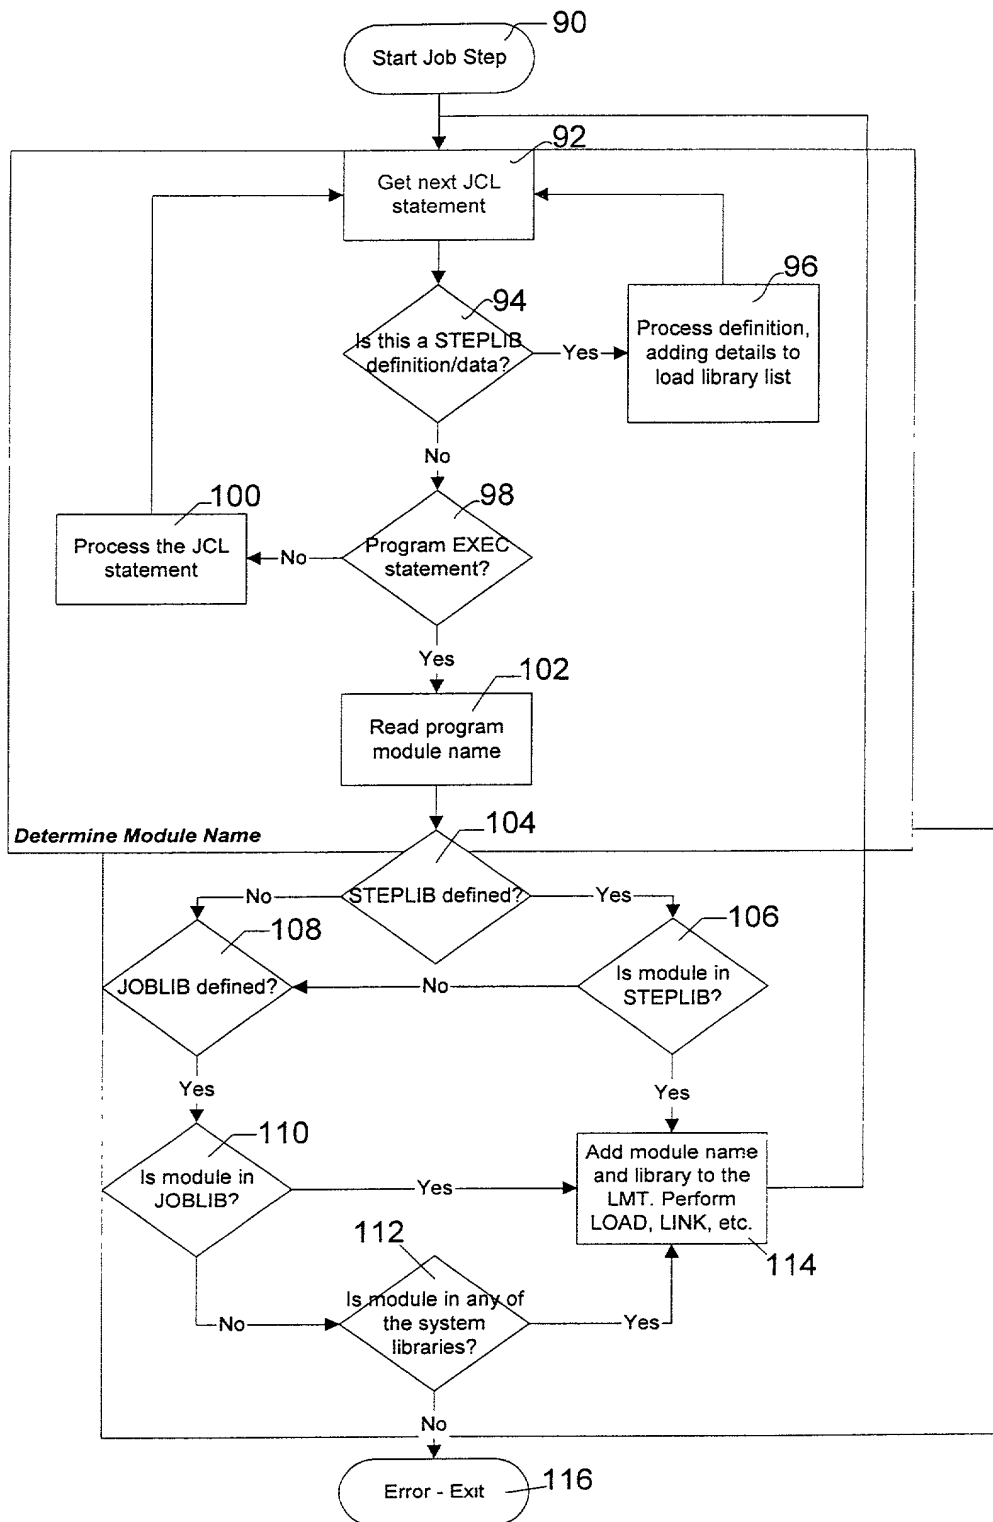 90
Start Job Step
92
Get next JCL
statement
94
Is this a STEPLIB
definition/data?
Yes
96
Process definition,
adding details to
load library list
No
98
Program EXEC
statement?
No
100
Process the JCL
statement
Yes
102
Read program
module name
Determine Module Name
104
STEPLIB defined?
No
Yes
106
Is module in
STEPLIB?
No
108
JOBLIB defined?
Yes
Yes
110
Is module in
JOBLIB?
Yes
Add module name
and library to the
LMT. Perform
LOAD, LINK, etc.
114
112
Is module in any of
the system
libraries?
No
Yes
No
Error - Exit
116